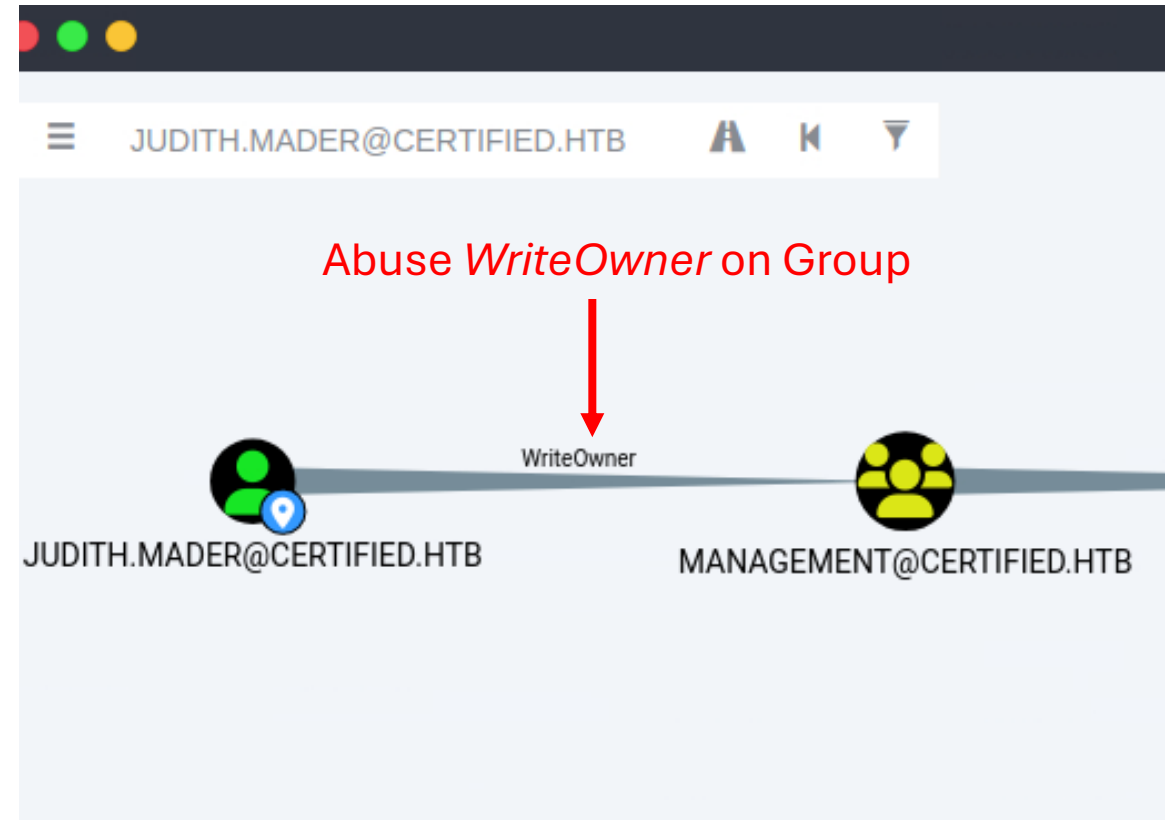 JUDITH.MADER@CERTIFIED.HTB
Abuse WriteOwner on Group
WriteOwner
JUDITH.MADER@CERTIFIED.HTB
MANAGEMENT@CERTIFIED.HTB